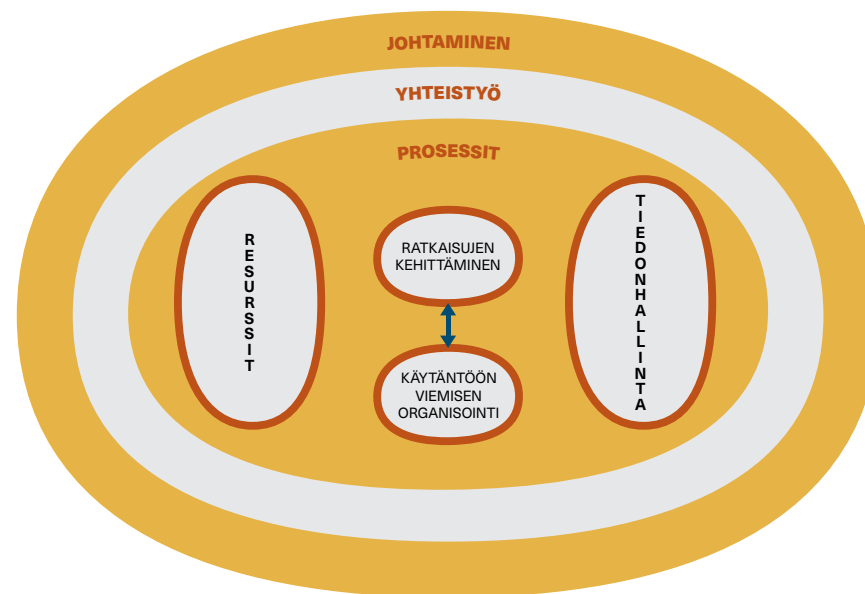 JOHTAMINEN
YHTEISTYÖ
PROSESSIT
RESURSSIT
RATKAISUJEN
KEHITTÄMINEN
KÄYTÄNTÖÖN
VIEMISEN
ORGANISOINTI
TIEDONHALLINTA